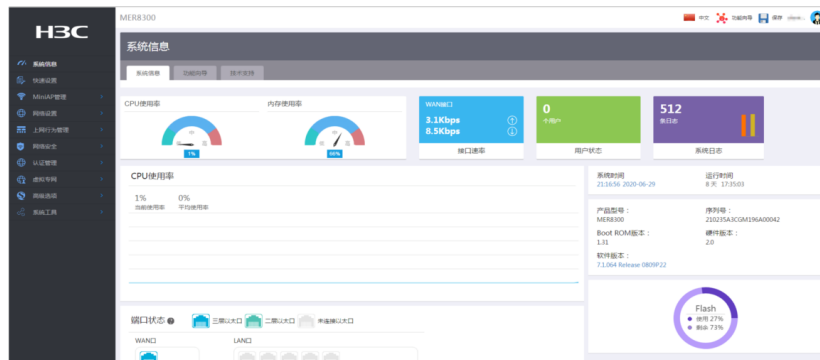 H3C
MER8300
中文
功能向导
保存
系统信息
快速设置
MiniAP管理
网络设置
上网行为管理
网络安全
认证管理
虚拟专网
高级选项
系统工具
系统信息
系统信息
功能向导
技术支持
CPU使用率
1%
内存使用率
WAN接口
3.1Kbps
8.5Kbps
接口速率
0
个用户
用户状态
512
条日志
系统日志
CPU使用率
1%
0%
当前使用率
平均使用率
系统时间
运行时间
21:16:56 2020-06-29
8 天 17:35:03
产品型号：
序列号：
MER8300
210235A3CGM196A00042
Boot ROM版本：
硬件版本：
1.31
2.0
软件版本：
7.1.064 Release 0809P22
Flash
使用 27%
剩余 73%
端口状态
三层以太口
二层以太口
未连接以太口
WAN口
LAN口